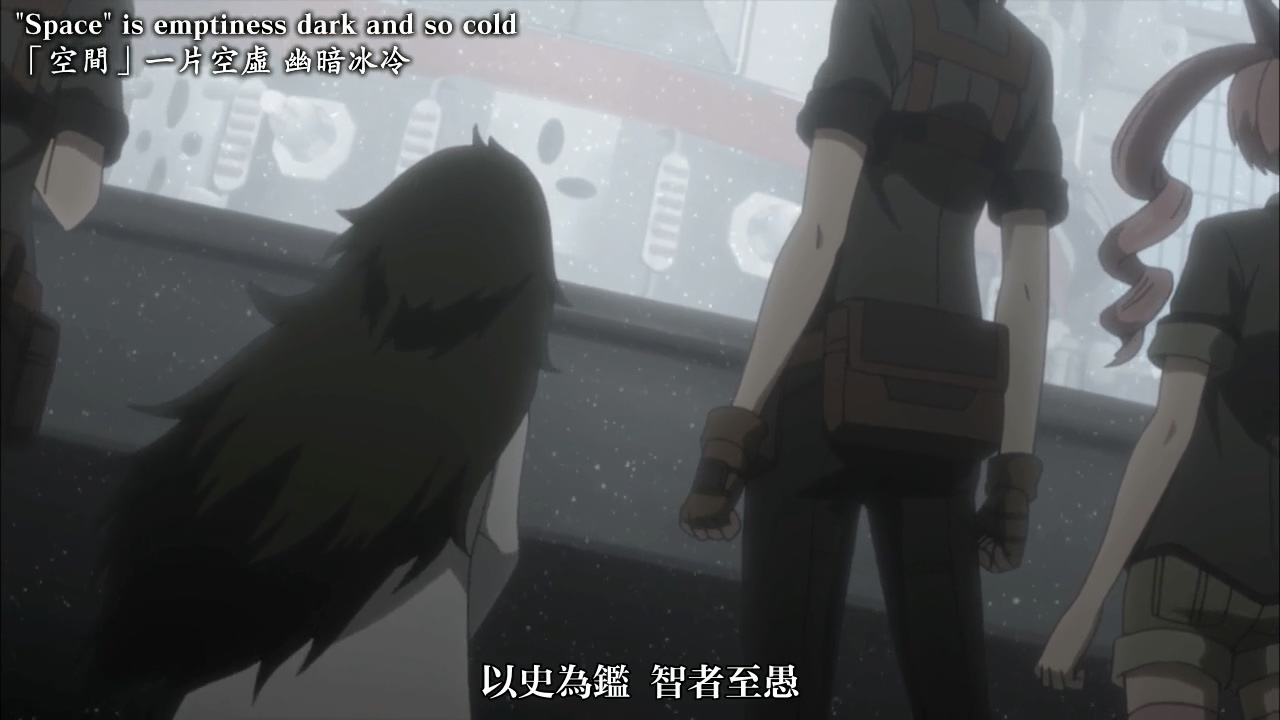 "Space" is emptiness dark and so cold
「空間」一片空虛 幽暗冰冷
以史為鑑 智者至愚